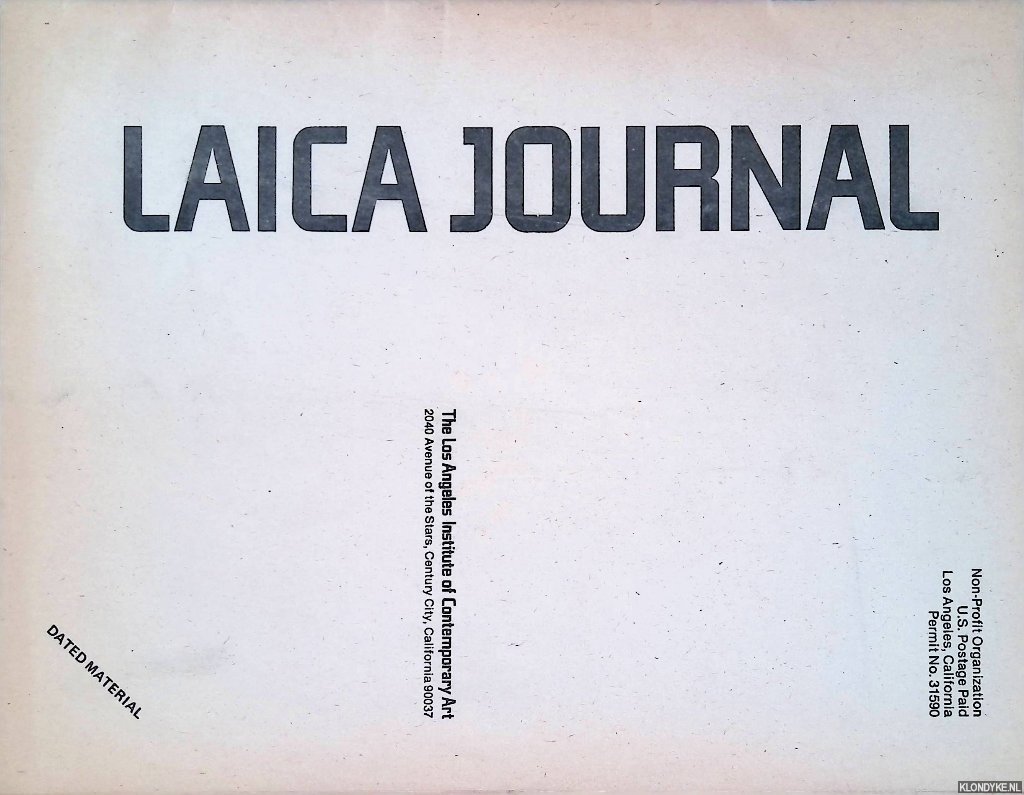 LAICA JOURNAL
The Los Angeles Institute of Contemporary Art
2040 Avenue of the Stars, Century City, California 90037
Non-Profit Organization
U.S. Postage Paid
Los Angeles, California
Permit No. 31590
DATED MATERIAL
KLONDYKE.NL